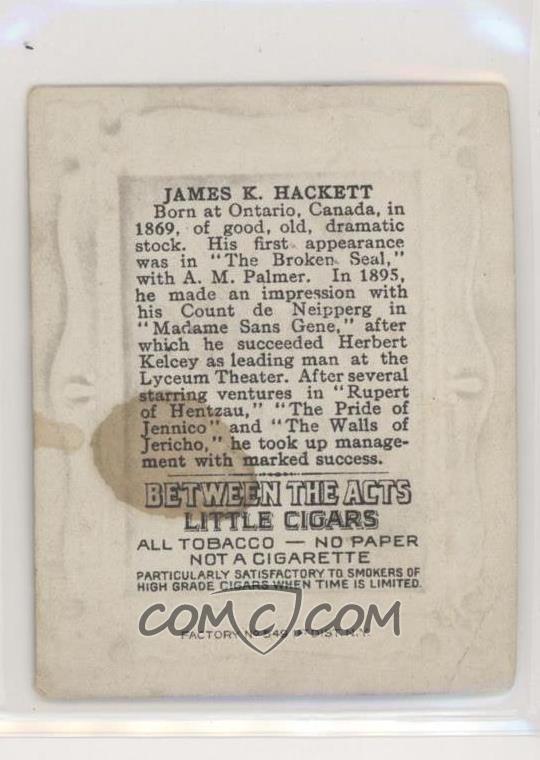 JAMES K. HACKETT
Born at Ontario, Canada, in
1869, of good, old, dramatic
stock. His first appearance
was in "The Broken Seal,"
with A. M. Palmer. In 1895,
he made an impression with
his Count de Neipperg in
"Madame Sans Gene," after
which he succeeded Herbert
Kelcey as leading man at the
Lyceum Theater. After several
starring ventures in "Rupert
of Hentzau," "The Pride of
Jennico" and "The Walls of
Jericho," he took up manage-
ment with marked success.
BETWEEN THE ACTS
LITTLE CIGARS
ALL TOBACCO — NO PAPER
NOT A CIGARETTE
PARTICULARLY SATISFACTORY TO SMOKERS OF
HIGH GRADE CIGARS WHEN TIME IS LIMITED.
COMC.COM
FACTORY No 649 1st DIST. N.Y.